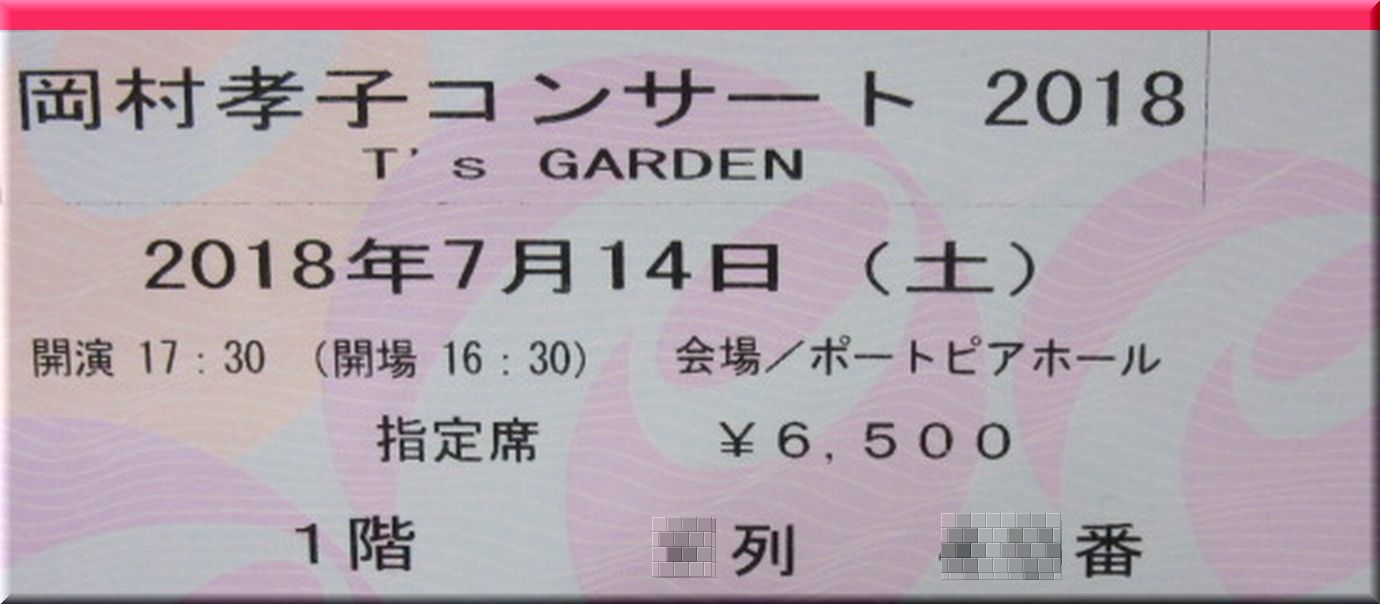 岡村孝子コンサート 2018
T's GARDEN
2018年7月14日（土）
開演 17：30 （開場 16：30） 会場／ポートピアホール
指定席 ￥６，５００
１階 列 番